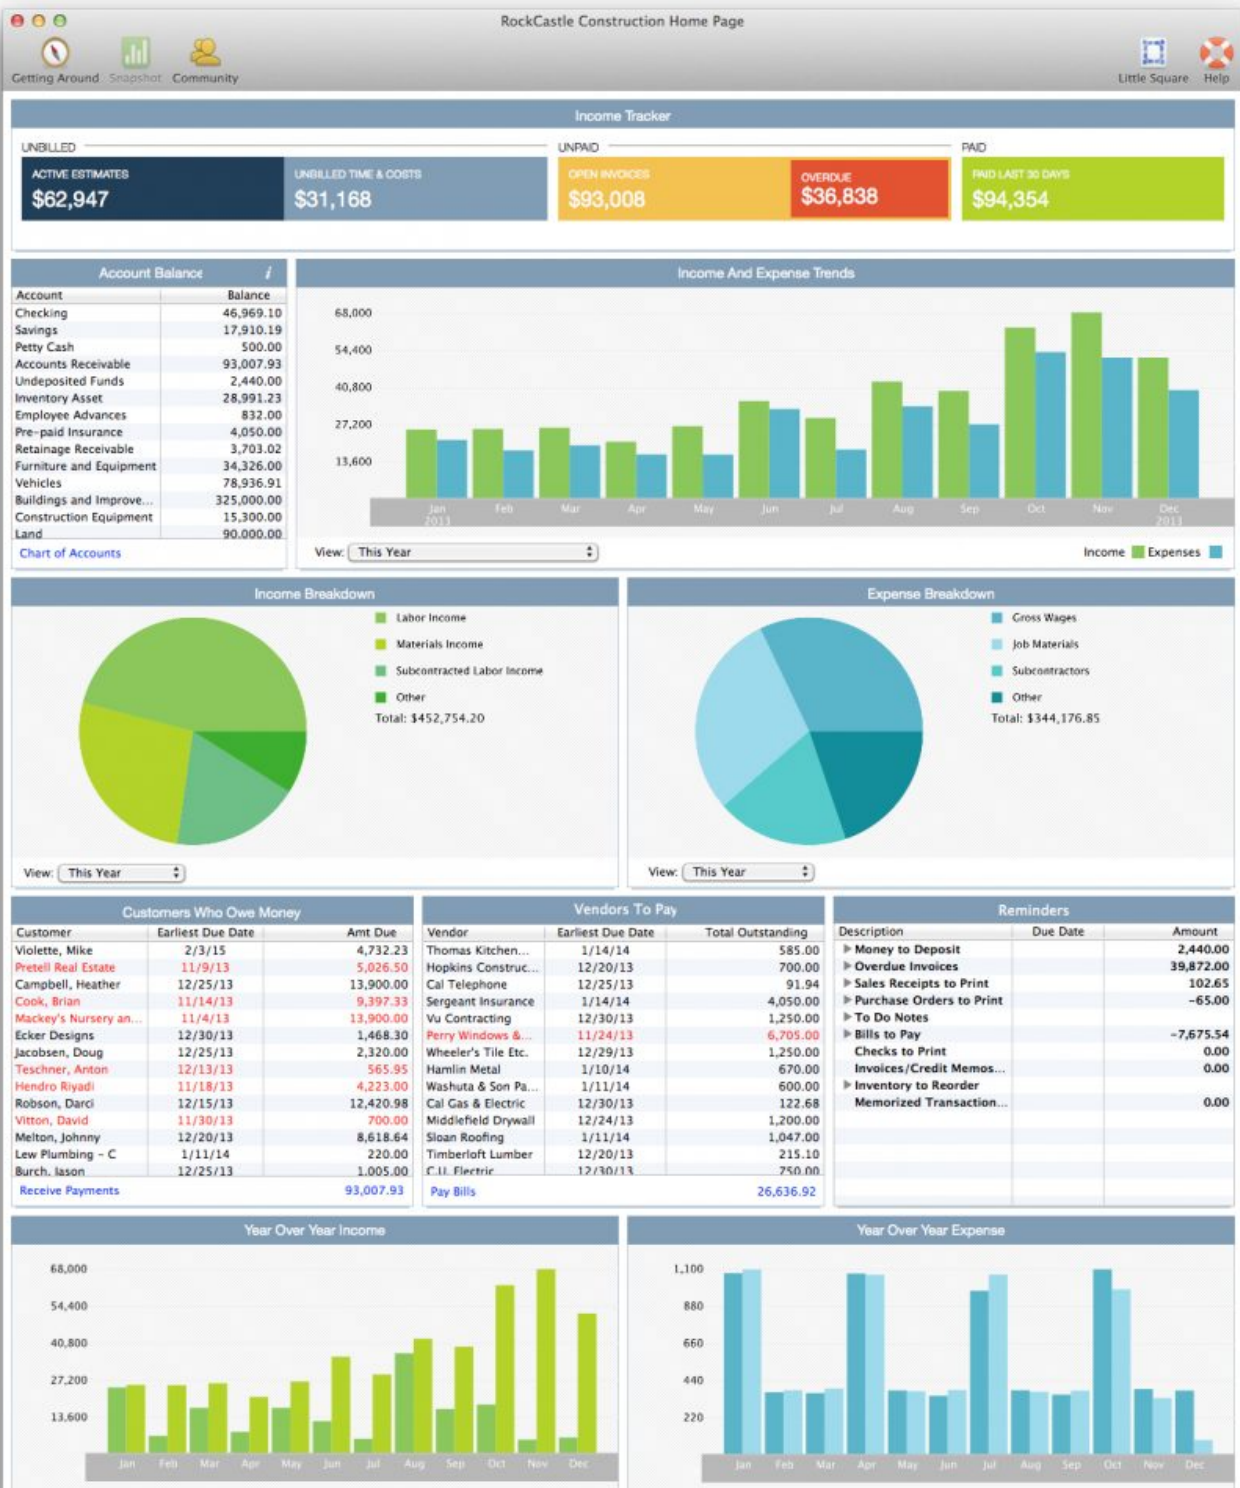 RockCastle Construction Home Page
Getting Around Snapshot Community Little Square Help
Income Tracker
UNBILLED UNPAID PAID
ACTIVE ESTIMATES UNBILLED TIME & COSTS OPEN INVOICES OVERDUE PAID LAST 30 DAYS
$62,947 $31,168 $93,008 $36,838 $94,354
Account Balance i
Account Balance
Checking 46,969.10
Savings 17,910.19
Petty Cash 500.00
Accounts Receivable 93,007.93
Undeposited Funds 2,440.00
Inventory Asset 28,991.23
Employee Advances 832.00
Pre-paid Insurance 4,050.00
Retainage Receivable 3,703.02
Furniture and Equipment 34,326.00
Vehicles 78,936.91
Buildings and Improve... 325,000.00
Construction Equipment 15,300.00
Land 90,000.00
Chart of Accounts
Income And Expense Trends
68,000
54,400
40,800
27,200
13,600
Jan Feb Mar Apr May Jun Jul Aug Sep Oct Nov Dec
2013 2013
View: This Year Income Expenses
Income Breakdown
Labor Income
Materials Income
Subcontracted Labor Income
Other
Total: $452,754.20
View: This Year
Expense Breakdown
Gross Wages
Job Materials
Subcontractors
Other
Total: $344,176.85
View: This Year
Customers Who Owe Money
Customer Earliest Due Date Amt Due
Violette, Mike 2/3/15 4,732.23
Pretell Real Estate 11/9/13 5,026.50
Campbell, Heather 12/25/13 13,900.00
Cook, Brian 11/14/13 9,397.33
Mackey's Nursery an... 11/4/13 13,900.00
Ecker Designs 12/30/13 1,468.30
Jacobsen, Doug 12/25/13 2,320.00
Teschner, Anton 12/13/13 565.95
Hendro Riyadi 11/18/13 4,223.00
Robson, Darci 12/15/13 12,420.98
Vitton, David 11/30/13 700.00
Melton, Johnny 12/20/13 8,618.64
Lew Plumbing - C 1/11/14 220.00
Burch, Jason 12/25/13 1,005.00
Receive Payments 93,007.93
Vendors To Pay
Vendor Earliest Due Date Total Outstanding
Thomas Kitchen... 1/14/14 585.00
Hopkins Construc... 12/20/13 700.00
Cal Telephone 12/25/13 91.94
Sergeant Insurance 1/14/14 4,050.00
Vu Contracting 12/30/13 1,250.00
Perry Windows &... 11/24/13 6,705.00
Wheeler's Tile Etc. 12/29/13 1,250.00
Hamlin Metal 1/10/14 670.00
Washuta & Son Pa... 1/11/14 600.00
Cal Gas & Electric 12/30/13 122.68
Middlefield Drywall 12/24/13 1,200.00
Sloan Roofing 1/11/14 1,047.00
Timberloft Lumber 12/20/13 215.10
C.U. Electric 12/30/13 750.00
Pay Bills 26,636.92
Reminders
Description Due Date Amount
Money to Deposit 2,440.00
Overdue Invoices 39,872.00
Sales Receipts to Print 102.65
Purchase Orders to Print -65.00
To Do Notes
Bills to Pay -7,675.54
Checks to Print 0.00
Invoices/Credit Memos... 0.00
Inventory to Reorder
Memorized Transaction... 0.00
Year Over Year Income
68,000
54,400
40,800
27,200
13,600
Jan Feb Mar Apr May Jun Jul Aug Sep Oct Nov Dec
Year Over Year Expense
1,100
880
660
440
220
Jan Feb Mar Apr May Jun Jul Aug Sep Oct Nov Dec